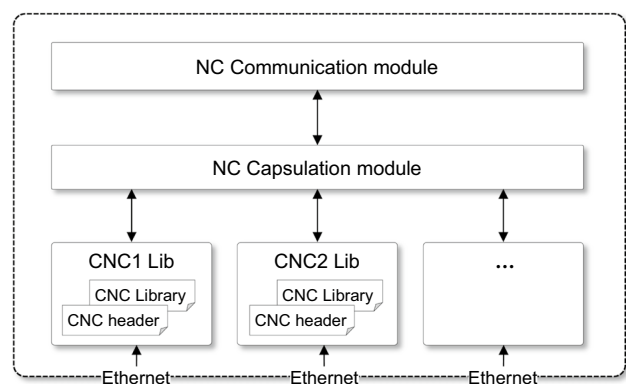 NC Communication module
NC Capsulation module
CNC1 Lib
CNC Library
CNC header
CNC2 Lib
CNC Library
CNC header
...
Ethernet
Ethernet
Ethernet